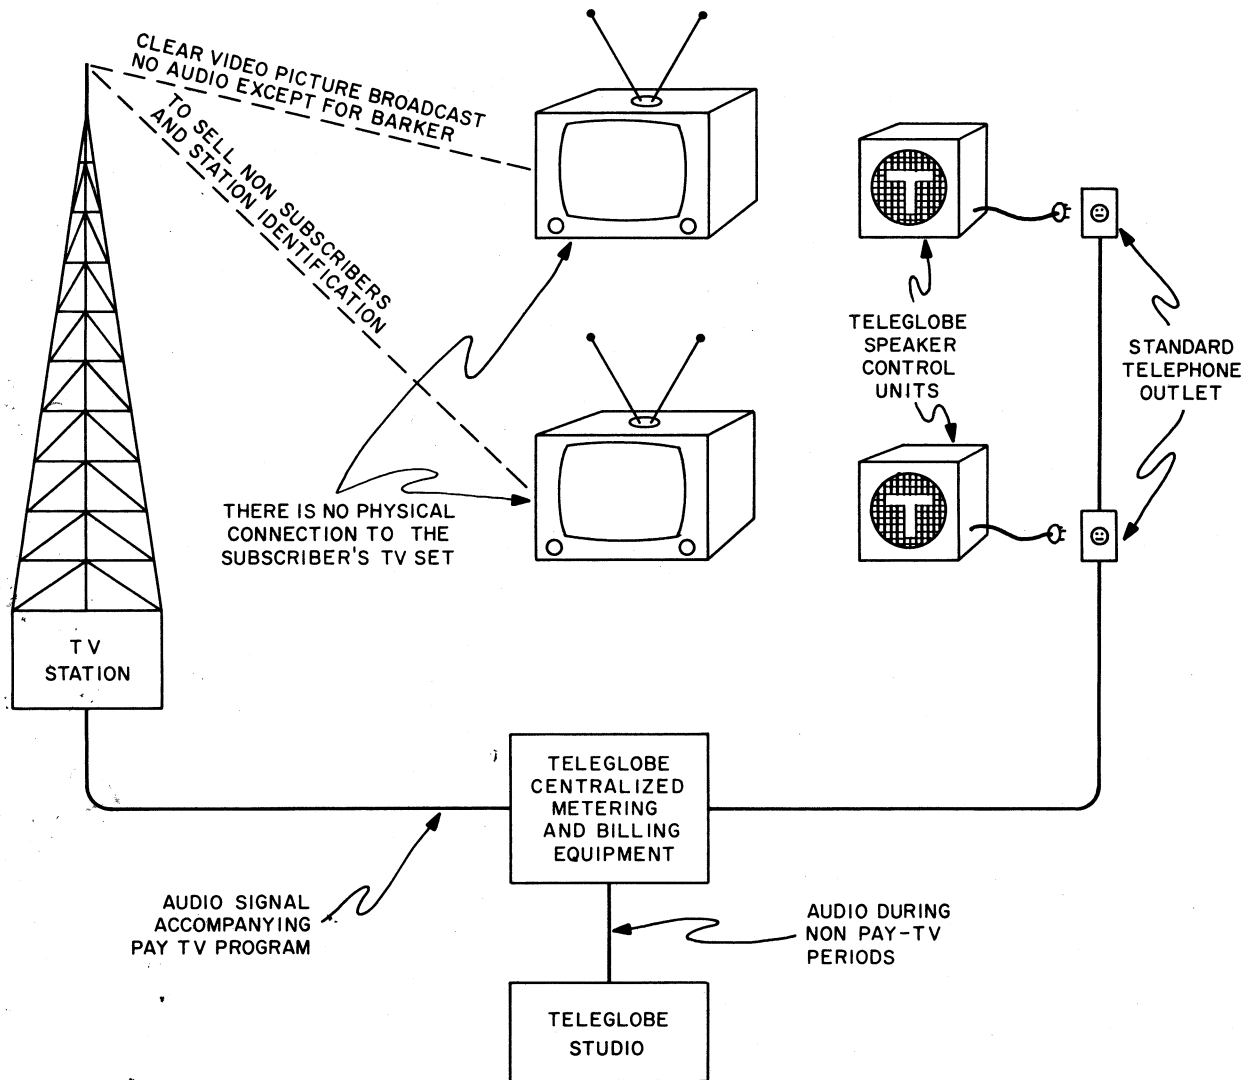 CLEAR VIDEO PICTURE BROADCAST
NO AUDIO EXCEPT FOR BARKER
TO SELL NON SUBSCRIBERS
AND STATION IDENTIFICATION
T
TELEGLOBE
SPEAKER
CONTROL
UNITS
STANDARD
TELEPHONE
OUTLET
T
THERE IS NO PHYSICAL
CONNECTION TO THE
SUBSCRIBER'S TV SET
TV
STATION
TELEGLOBE
CENTRALIZED
METERING
AND BILLING
EQUIPMENT
AUDIO SIGNAL
ACCOMPANYING
PAY TV PROGRAM
AUDIO DURING
NON PAY-TV
PERIODS
TELEGLOBE
STUDIO